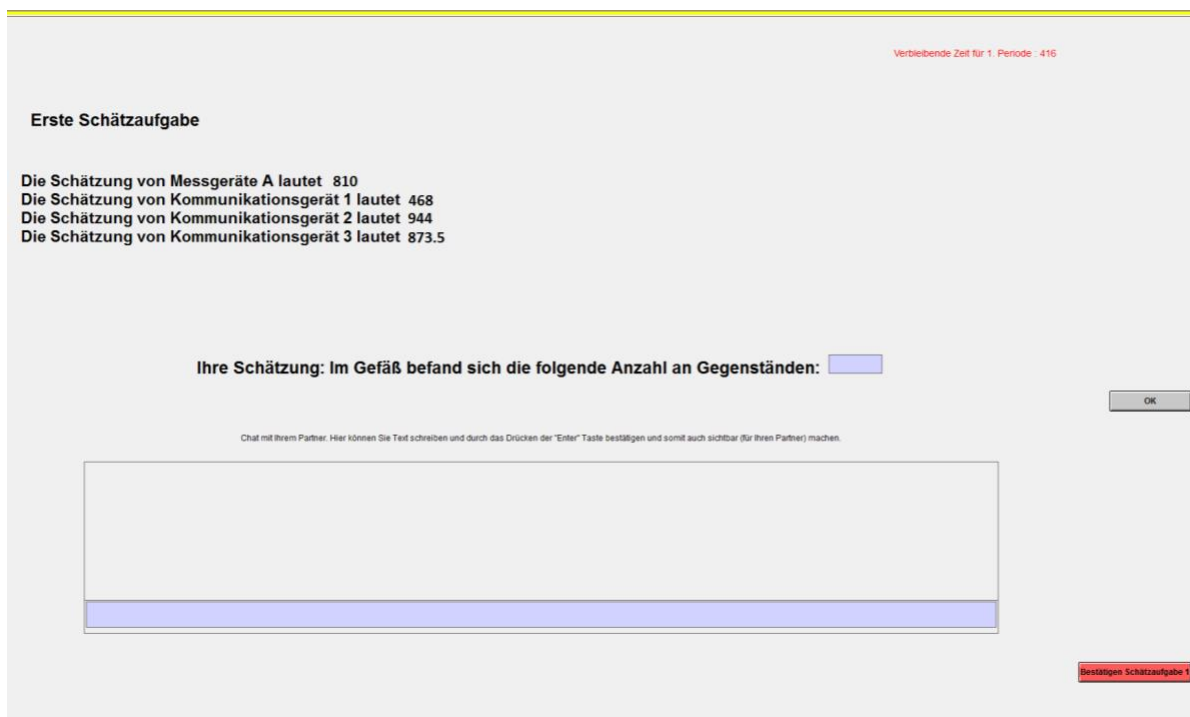 Verbleibende Zeit für 1. Periode : 416
Erste Schätzaufgabe
Die Schätzung von Messgeräte A lautet 810
Die Schätzung von Kommunikationsgerät 1 lautet 468
Die Schätzung von Kommunikationsgerät 2 lautet 944
Die Schätzung von Kommunikationsgerät 3 lautet 873.5
Ihre Schätzung: Im Gefäß befand sich die folgende Anzahl an Gegenständen:
OK
Chat mit Ihrem Partner. Hier können Sie Text schreiben und durch das Drücken der "Enter" Taste bestätigen und somit auch sichtbar (für Ihren Partner) machen.
Bestätigen Schätzaufgabe 1